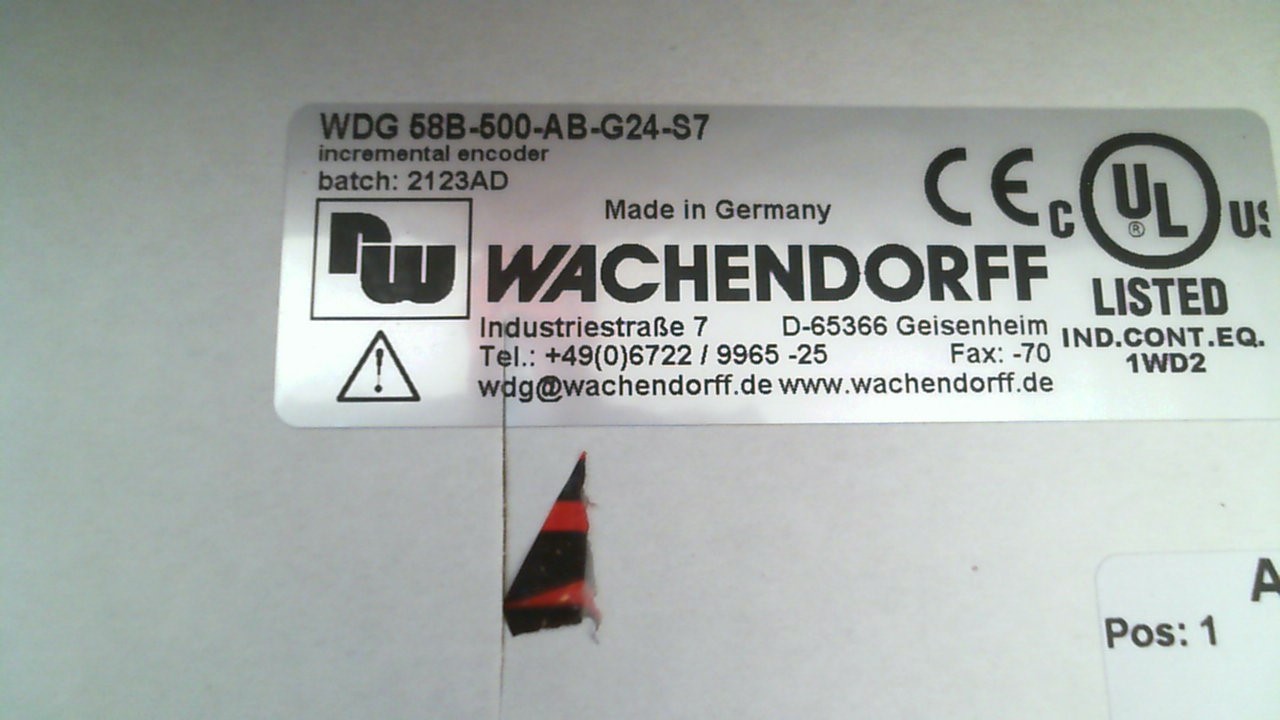 WDG 58B-500-AB-G24-S7
incremental encoder
batch: 2123AD
Made in Germany
CE
C UL US
®
nw
WACHENDORFF
LISTED
IND.CONT.EQ.
1WD2
Industriestraße 7 D-65366 Geisenheim
Tel.: +49(0)6722 / 9965 -25 Fax: -70
wdg@wachendorff.de www.wachendorff.de
A
Pos: 1